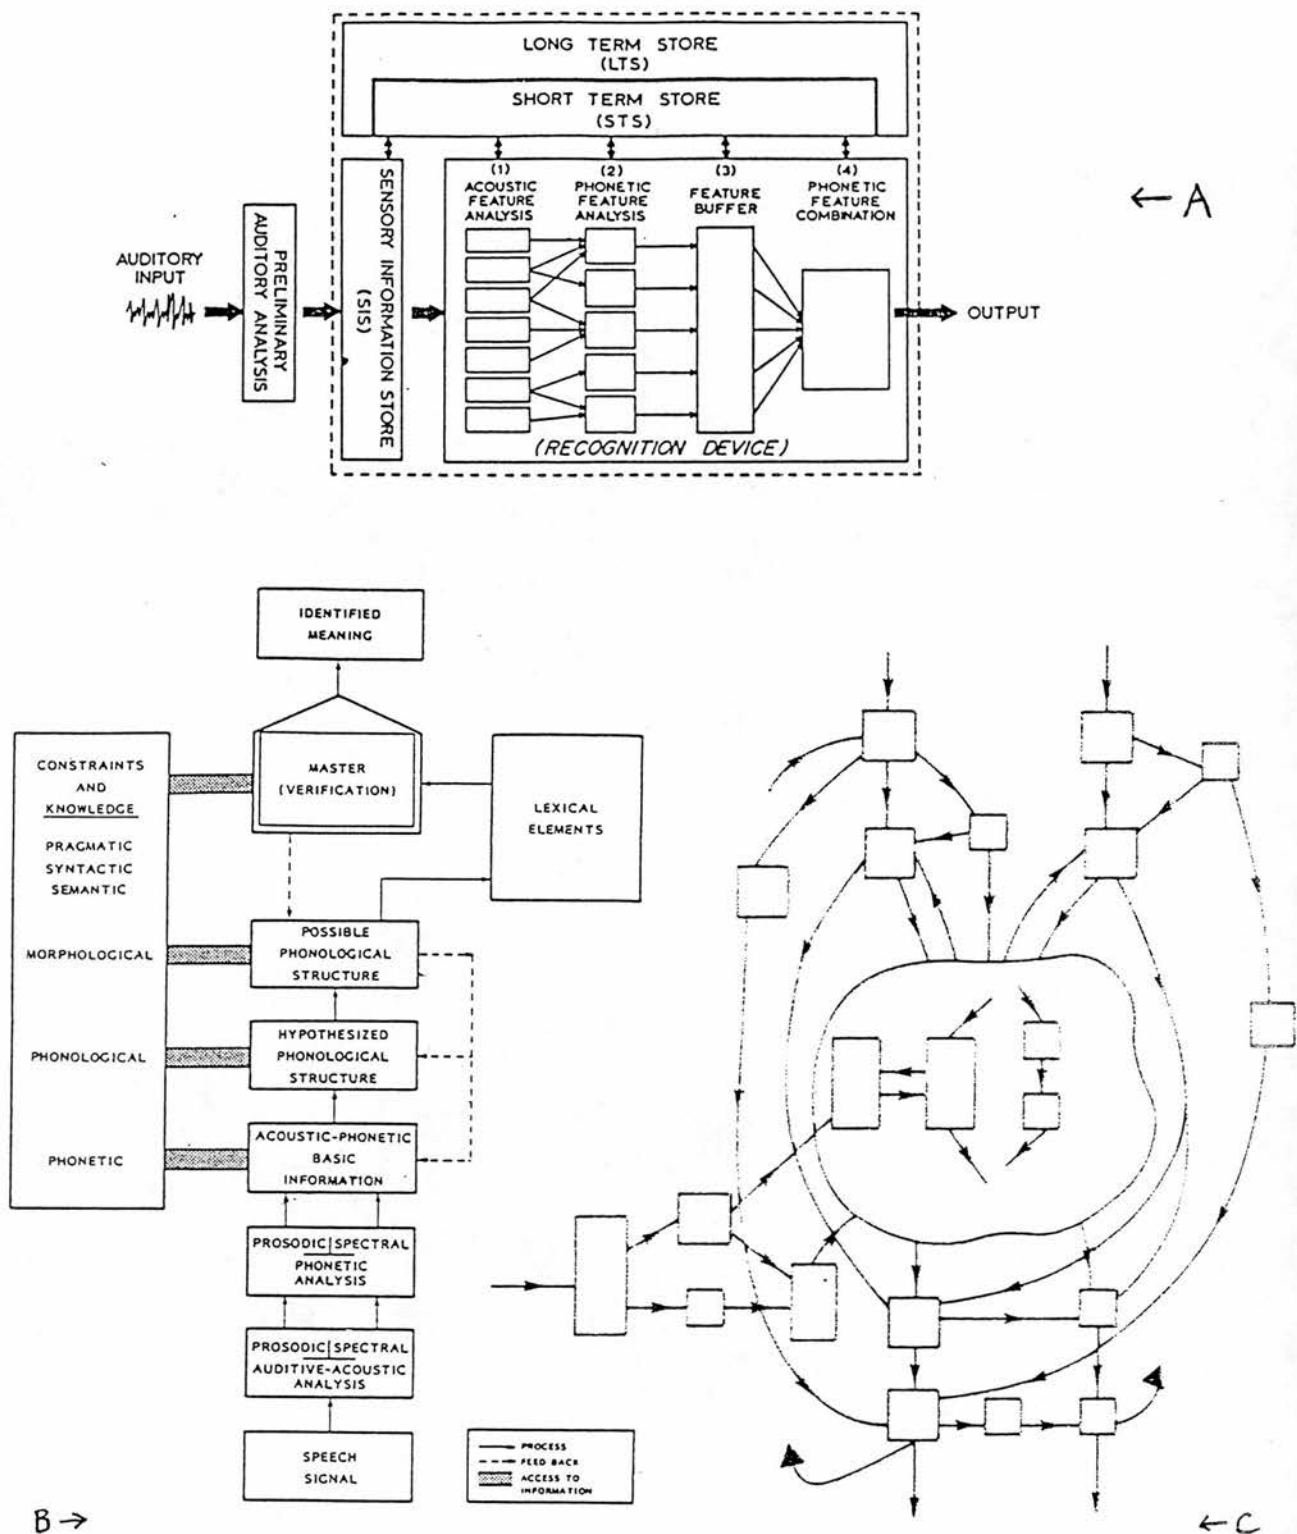 LONG TERM STORE
(LTS)
SHORT TERM STORE
(STS)
AUDITORY
INPUT
PRELIMINARY
AUDITORY ANALYSIS
SENSORY INFORMATION STORE
(SIS)
(1)
ACOUSTIC
FEATURE
ANALYSIS
(2)
PHONETIC
FEATURE
ANALYSIS
(3)
FEATURE
BUFFER
(4)
PHONETIC
FEATURE
COMBINATION
(RECOGNITION DEVICE)
OUTPUT
← A
IDENTIFIED
MEANING
CONSTRAINTS
AND
KNOWLEDGE
PRAGMATIC
SYNTACTIC
SEMANTIC
MORPHOLOGICAL
PHONOLOGICAL
PHONETIC
MASTER
(VERIFICATION)
LEXICAL
ELEMENTS
POSSIBLE
PHONOLOGICAL
STRUCTURE
HYPOTHESIZED
PHONOLOGICAL
STRUCTURE
ACOUSTIC-PHONETIC
BASIC
INFORMATION
PROSODIC|SPECTRAL
PHONETIC
ANALYSIS
PROSODIC|SPECTRAL
AUDITIVE-ACOUSTIC
ANALYSIS
SPEECH
SIGNAL
PROCESS
FEED BACK
ACCESS TO
INFORMATION
B →
← C